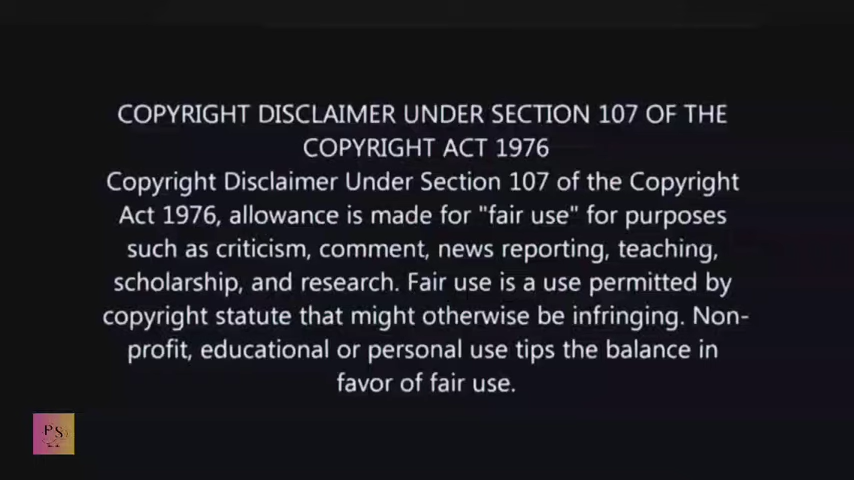 COPYRIGHT DISCLAIMER UNDER SECTION 107 OF THE
COPYRIGHT ACT 1976
Copyright Disclaimer Under Section 107 of the Copyright
Act 1976, allowance is made for "fair use" for purposes
such as criticism, comment, news reporting, teaching,
scholarship, and research. Fair use is a use permitted by
copyright statute that might otherwise be infringing. Non-
profit, educational or personal use tips the balance in
favor of fair use.
PS